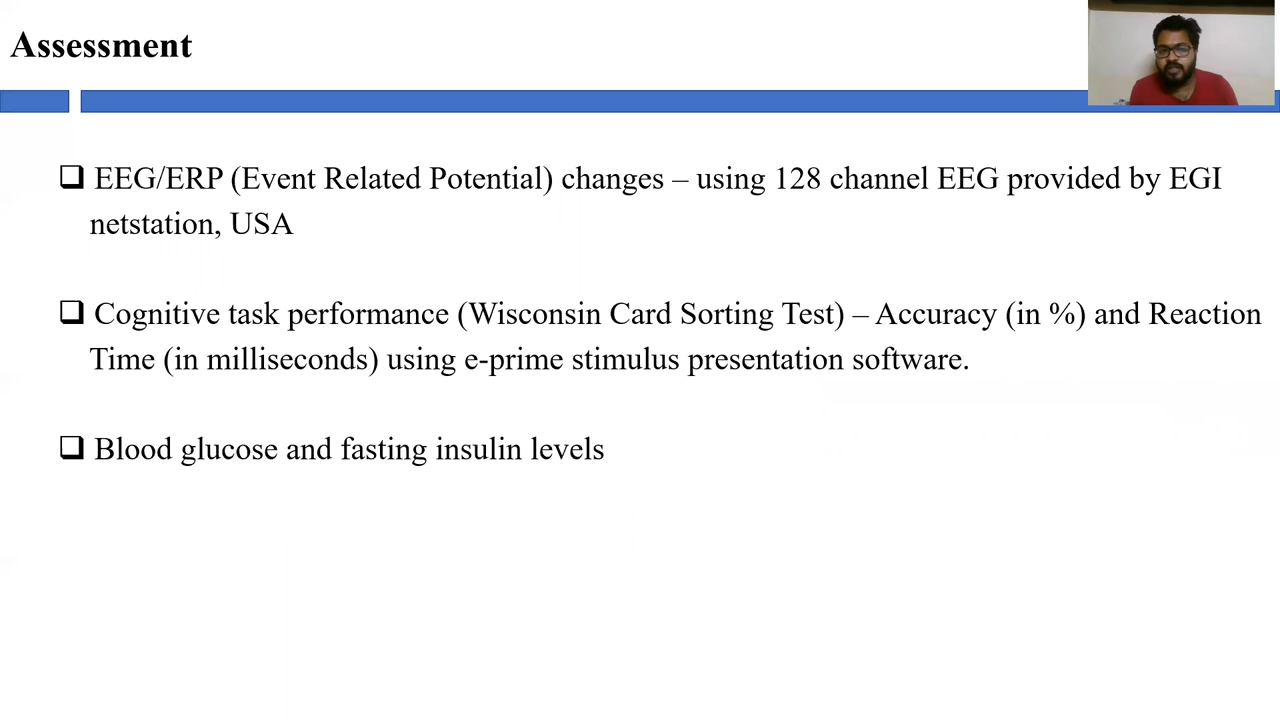 Assessment
❑ EEG/ERP (Event Related Potential) changes – using 128 channel EEG provided by EGI
netstation, USA
❑ Cognitive task performance (Wisconsin Card Sorting Test) – Accuracy (in %) and Reaction
Time (in milliseconds) using e-prime stimulus presentation software.
❑ Blood glucose and fasting insulin levels